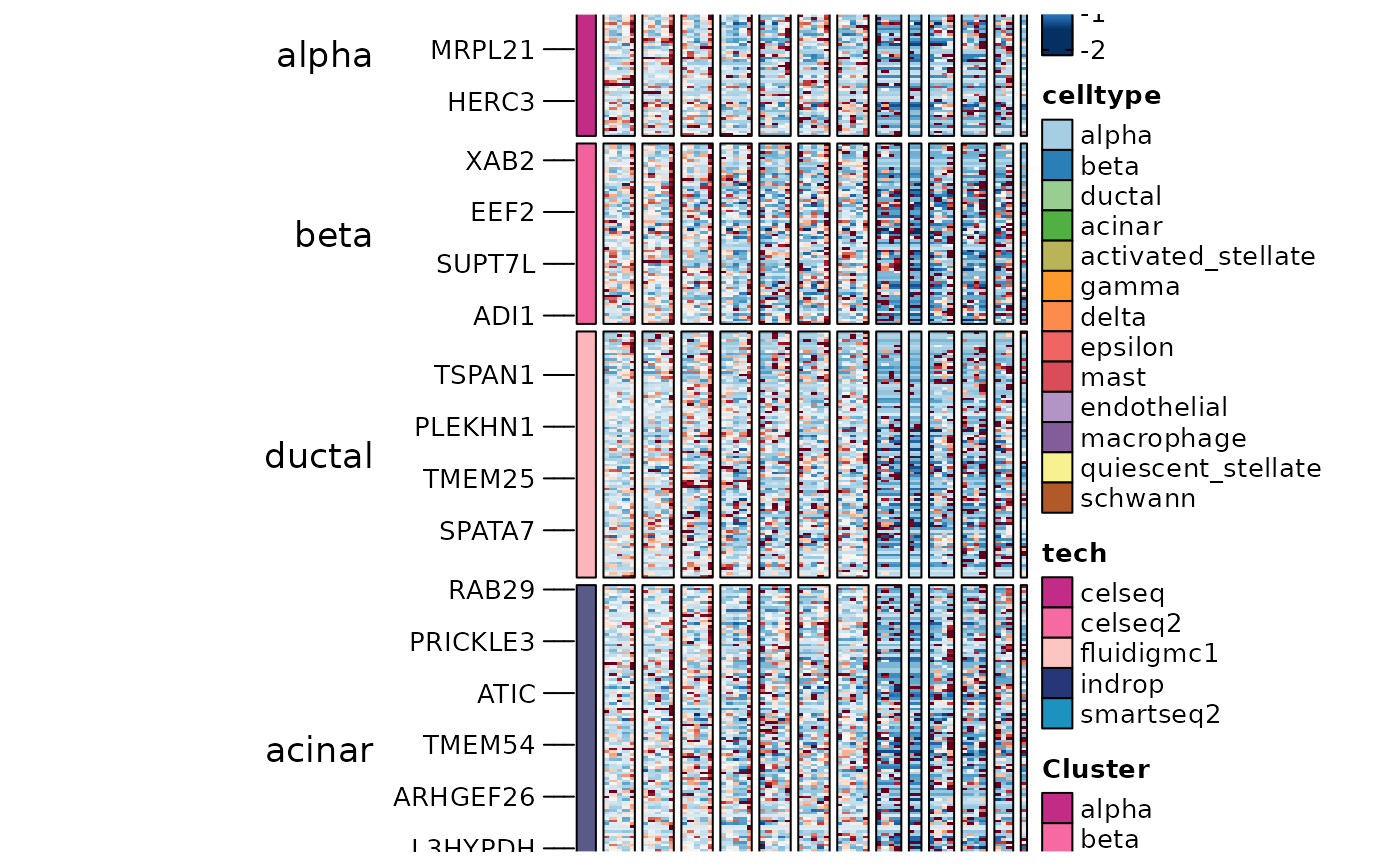 alpha
MRPL21
HERC3
XAB2
EEF2
beta
SUPT7L
ADI1
TSPAN1
PLEKHN1
ductal
TMEM25
SPATA7
RAB29
PRICKLE3
ATIC
TMEM54
acinar
ARHGEF26
L3HYPDH
-1
-2
celltype
alpha
beta
ductal
acinar
activated_stellate
gamma
delta
epsilon
mast
endothelial
macrophage
quiescent_stellate
schwann
tech
celseq
celseq2
fluidigmc1
indrop
smartseq2
Cluster
alpha
beta